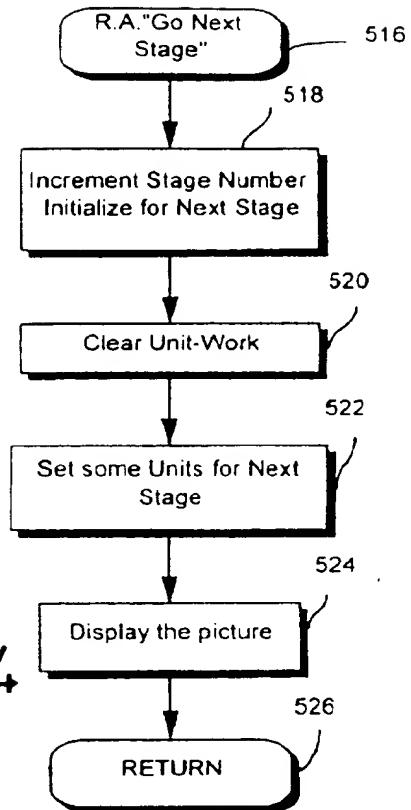 R.A."Go Next
Stage"
516
518
Increment Stage Number
Initialize for Next Stage
520
Clear Unit-Work
522
Set some Units for Next
Stage
524
Display the picture
526
RETURN